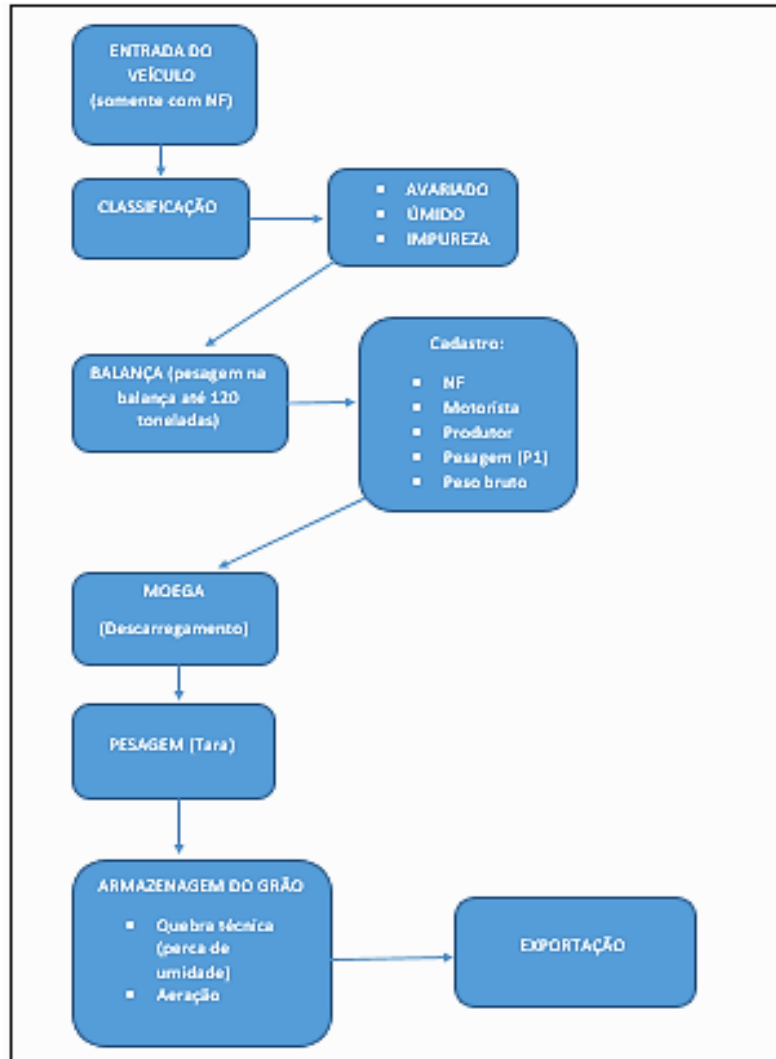 ENTRADA DO
VEÍCULO
(somente com NF)
CLASSIFICAÇÃO
▪ AVARIADO
▪ ÚMIDO
▪ IMPUREZA
BALANÇA (pesagem na
balança até 120
toneladas)
Cadastro:
▪ NF
▪ Motorista
▪ Produtor
▪ Pesagem (P1)
▪ Peso bruto
MOEGA
(Descarregamento)
PESAGEM (Tara)
ARMAZENAGEM DO GRÃO
▪ Quebra técnica
(perca de
umidade)
▪ Aeração
EXPORTAÇÃO